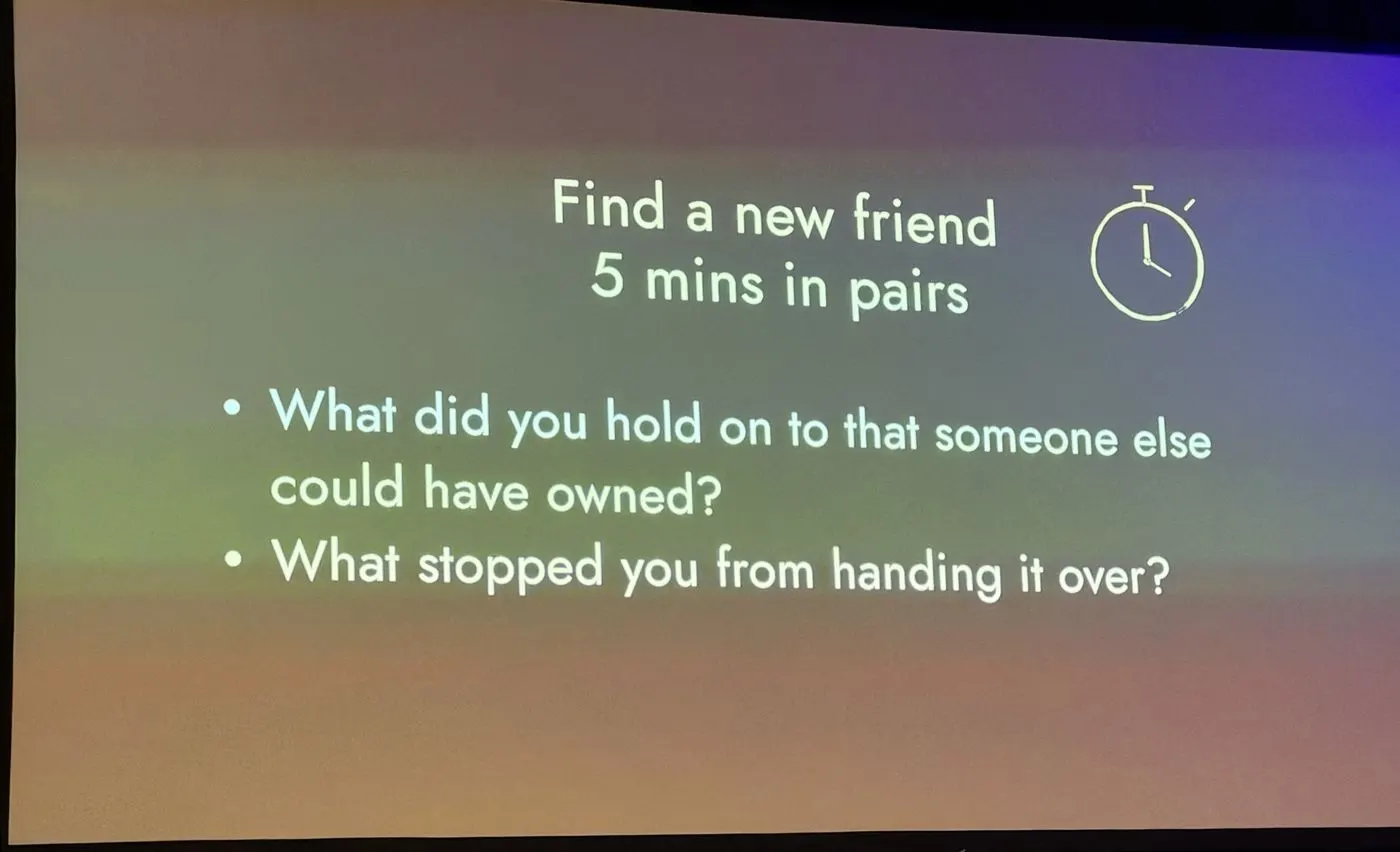 Find a new friend
5 mins in pairs
• What did you hold on to that someone else
could have owned?
• What stopped you from handing it over?